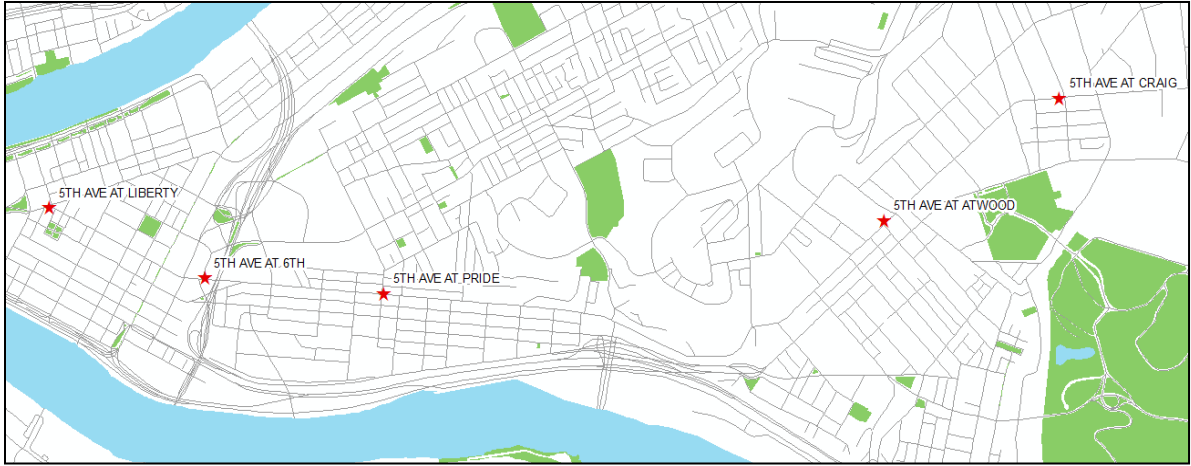 5TH AVE AT CRAIG
5TH AVE AT LIBERTY
5TH AVE AT ATWOOD
5TH AVE AT 6TH
5TH AVE AT PRIDE